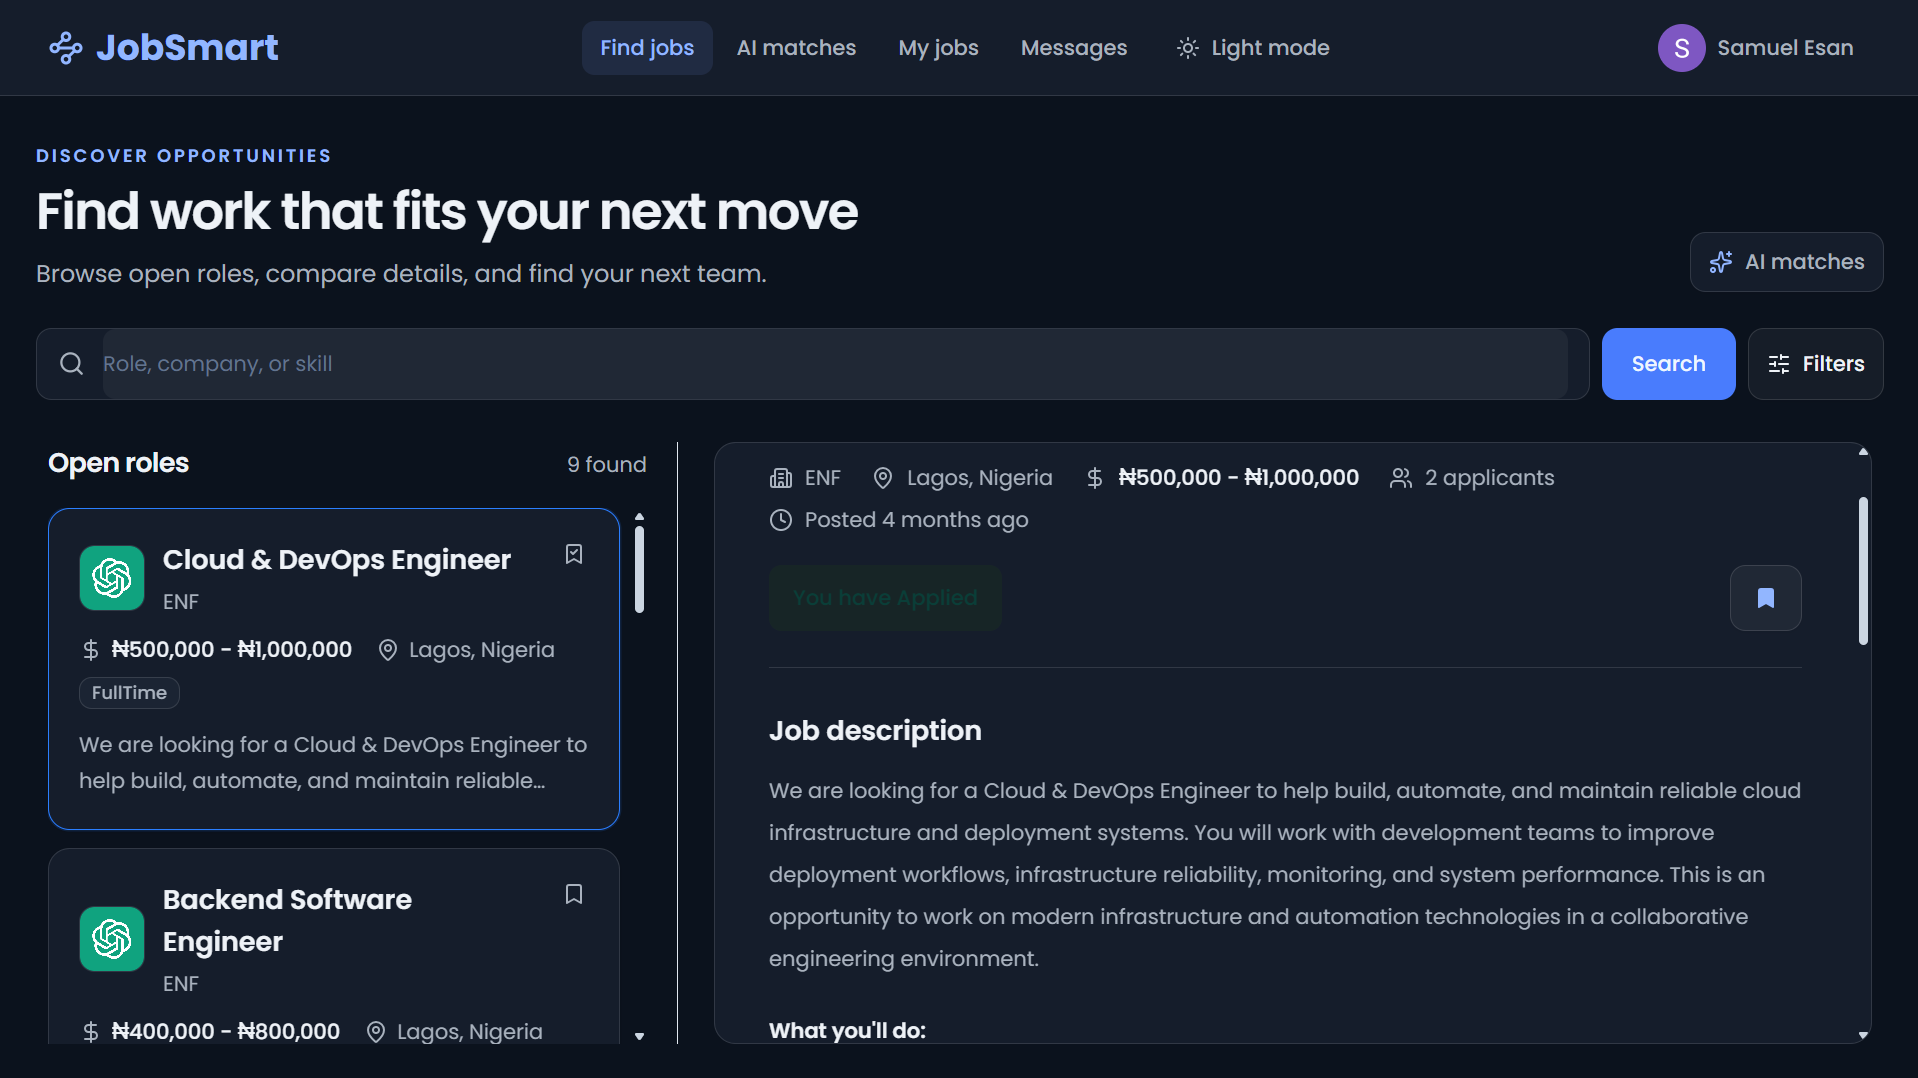 JobSmart
Find jobs
AI matches
My jobs
Messages
Light mode
S
Samuel Esan
DISCOVER OPPORTUNITIES
Find work that fits your next move
Browse open roles, compare details, and find your next team.
AI matches
Role, company, or skill
Search
Filters
Open roles
9 found
Cloud & DevOps Engineer
ENF
₦500,000 - ₦1,000,000
Lagos, Nigeria
FullTime
We are looking for a Cloud & DevOps Engineer to
help build, automate, and maintain reliable...
Backend Software
Engineer
ENF
₦400,000 - ₦800,000
Lagos, Nigeria
ENF
Lagos, Nigeria
₦500,000 - ₦1,000,000
2 applicants
Posted 4 months ago
You have Applied
Job description
We are looking for a Cloud & DevOps Engineer to help build, automate, and maintain reliable cloud
infrastructure and deployment systems. You will work with development teams to improve
deployment workflows, infrastructure reliability, monitoring, and system performance. This is an
opportunity to work on modern infrastructure and automation technologies in a collaborative
engineering environment.
What you'll do: